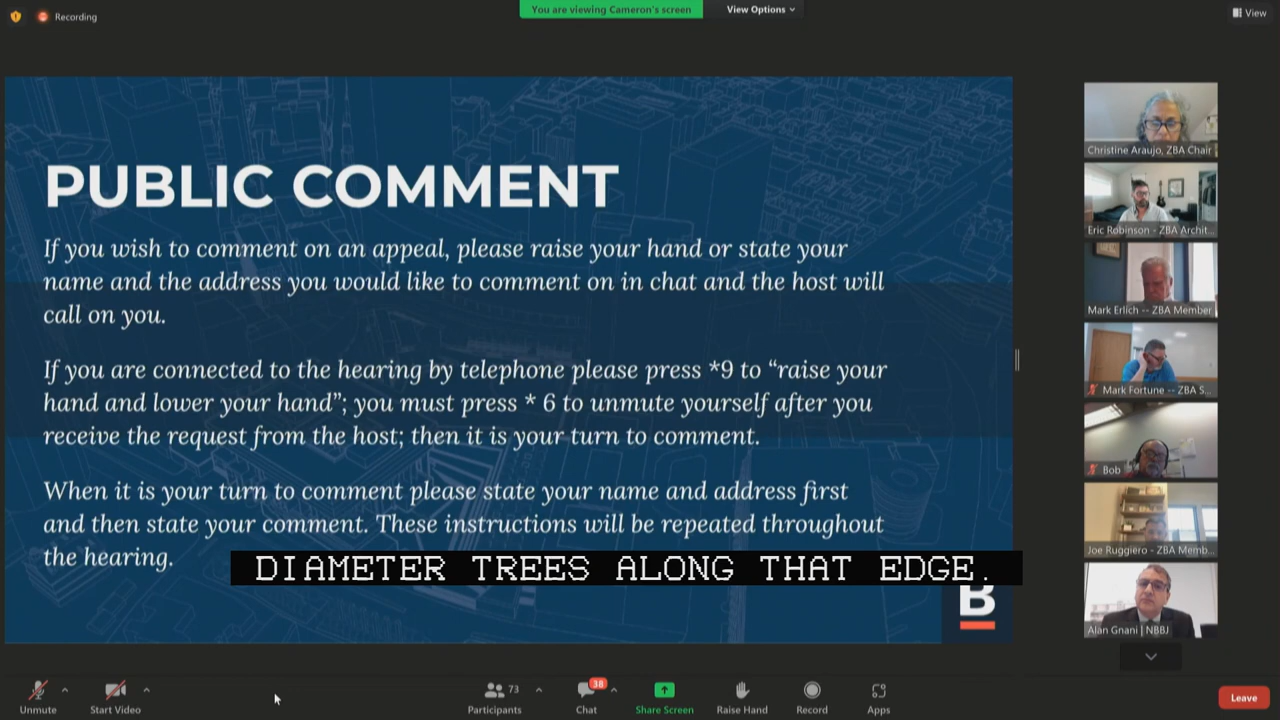 Recording
You are viewing Cameron's screen
View Options
View
PUBLIC COMMENT
If you wish to comment on an appeal, please raise your hand or state your
name and the address you would like to comment on in chat and the host will
call on you.
If you are connected to the hearing by telephone please press *9 to “raise your
hand and lower your hand”; you must press * 6 to unmute yourself after you
receive the request from the host; then it is your turn to comment.
When it is your turn to comment please state your name and address first
and then state your comment. These instructions will be repeated throughout
the hearing.
DIAMETER TREES ALONG THAT EDGE.
B
Christine Araujo, ZBA Chair
Eric Robinson - ZBA Archit...
Mark Erlich -- ZBA Member
Mark Fortune -- ZBA S...
Bob
Joe Ruggiero - ZBA Memb...
Alan Gnani | NBBJ
Unmute
Start Video
73
Participants
38
Chat
Share Screen
Raise Hand
Record
Apps
Leave